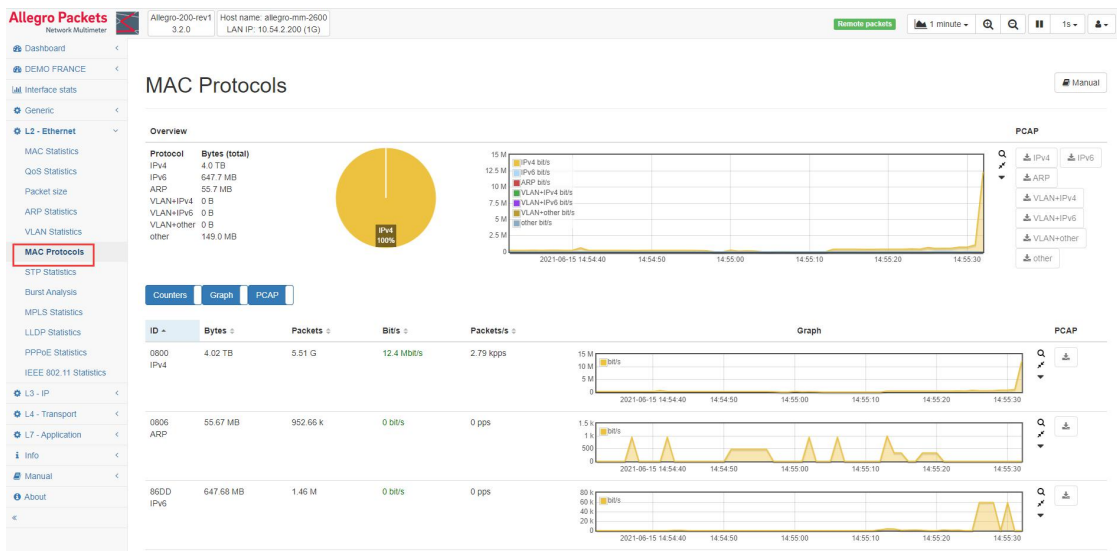 Allegro Packets
Network Multimeter
Allegro-200-rev1
3.2.0
Host name: allegro-mm-2600
LAN IP: 10.54.2.200 (1G)
Remote packets
1 minute
1s
Dashboard
DEMO FRANCE
Interface stats
Generic
L2 - Ethernet
MAC Statistics
QoS Statistics
Packet size
ARP Statistics
VLAN Statistics
MAC Protocols
STP Statistics
Burst Analysis
MPLS Statistics
LLDP Statistics
PPPoE Statistics
IEEE 802.11 Statistics
L3 - IP
L4 - Transport
L7 - Application
Info
Manual
About
«
MAC Protocols
Manual
Overview
PCAP
Protocol Bytes (total)
IPv4 4.0 TB
IPv6 647.7 MB
ARP 55.7 MB
VLAN+IPv4 0 B
VLAN+IPv6 0 B
VLAN+other 0 B
other 149.0 MB
IPv4
100%
15 M
12.5 M
10 M
7.5 M
5 M
2.5 M
0
IPv4 bit/s
IPv6 bit/s
ARP bit/s
VLAN+IPv4 bit/s
VLAN+IPv6 bit/s
VLAN+other bit/s
other bit/s
2021-06-15 14:54:40 14:54:50 14:55:00 14:55:10 14:55:20 14:55:30
IPv4 IPv6
ARP
VLAN+IPv4
VLAN+IPv6
VLAN+other
other
Counters Graph PCAP
ID Bytes Packets Bit/s Packets/s Graph PCAP
0800 4.02 TB 5.51 G 12.4 Mbit/s 2.79 kpps
IPv4
15 M
10 M
5 M
0
bit/s
2021-06-15 14:54:40 14:54:50 14:55:00 14:55:10 14:55:20 14:55:30
0806 55.67 MB 952.66 k 0 bit/s 0 pps
ARP
1.5 k
1 k
500
0
bit/s
2021-06-15 14:54:40 14:54:50 14:55:00 14:55:10 14:55:20 14:55:30
86DD 647.68 MB 1.46 M 0 bit/s 0 pps
IPv6
80 k
60 k
40 k
20 k
0
bit/s
2021-06-15 14:54:40 14:54:50 14:55:00 14:55:10 14:55:20 14:55:30